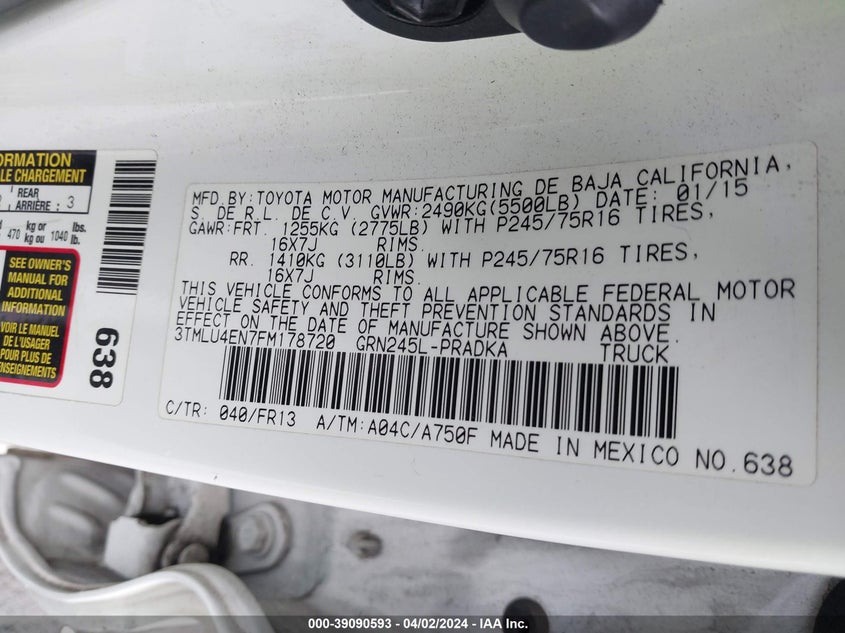 ORMATION
LE CHARGEMENT
REAR
ARRIÈRE : 3
470 kg or 1040 lbs.
kg ou lb.
SEE OWNER'S
MANUAL FOR
ADDITIONAL
INFORMATION
VOIR LE MANUEL
DE L'USAGER
POUR PLUS DE
RENSEIGNEMENTS
638
MFD.BY:TOYOTA MOTOR MANUFACTURING DE BAJA CALIFORNIA,
S. DE R.L. DE C.V. GVWR:2490KG(5500LB) DATE: 01/15
GAWR:FRT. 1255KG (2775LB) WITH P245/75R16 TIRES,
16X7J RIMS.
RR. 1410KG (3110LB) WITH P245/75R16 TIRES,
16X7J RIMS.
THIS VEHICLE CONFORMS TO ALL APPLICABLE FEDERAL MOTOR
VEHICLE SAFETY AND THEFT PREVENTION STANDARDS IN
EFFECT ON THE DATE OF MANUFACTURE SHOWN ABOVE.
3TMLU4EN7FM178720 GRN245L-PRADKA TRUCK
C/TR: 040/FR13 A/TM:A04C/A750F MADE IN MEXICO NO.638
000-39090593 - 04/02/2024 - IAA Inc.